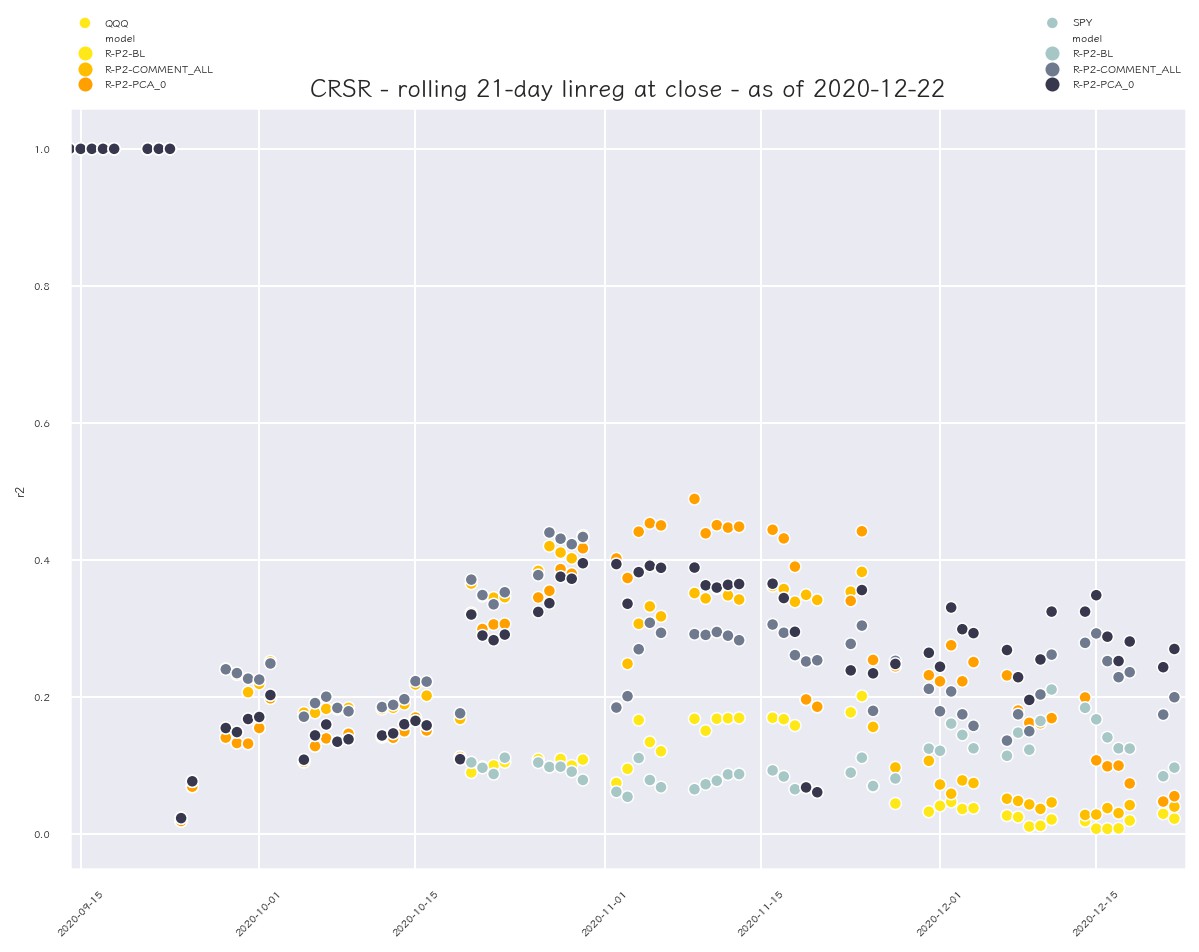 QQQ
model
R-P2-BL
R-P2-COMMENT_ALL
R-P2-PCA_0
SPY
model
R-P2-BL
R-P2-COMMENT_ALL
R-P2-PCA_0
CRSR - rolling 21-day linreg at close - as of 2020-12-22
1.0
0.8
0.6
0.4
0.2
0.0
r2
2020-09-15
2020-10-01
2020-10-15
2020-11-01
2020-11-15
2020-12-01
2020-12-15